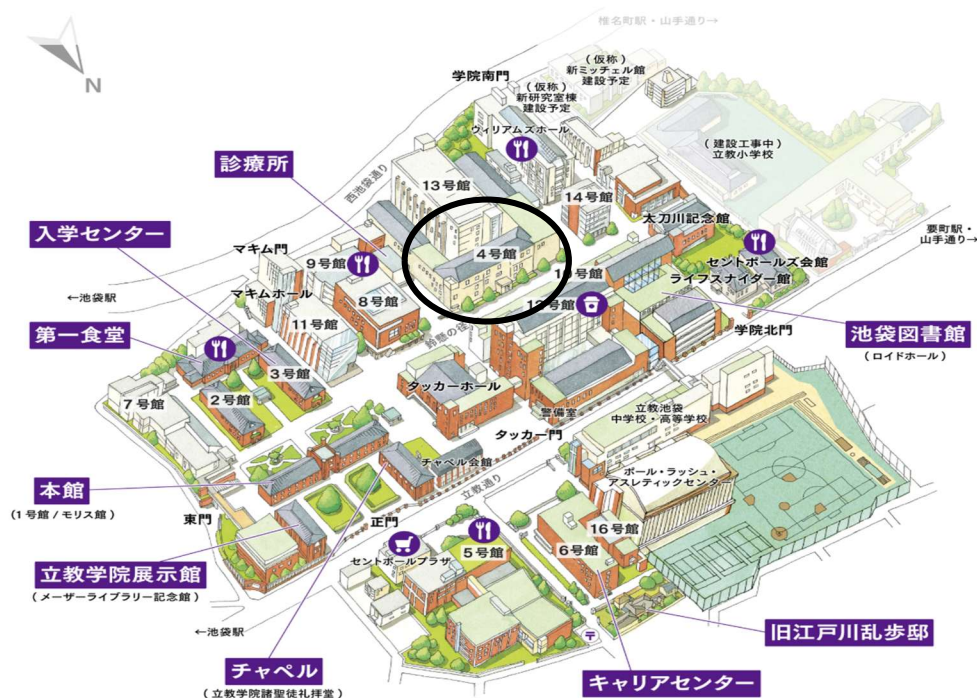 椎名町駅・山手通り→
N
学院南門
(仮称)
新ミッチェル館
建設予定
(仮称)
新研究室棟
建設予定
ウィリアムズホール
(建設工事中)
立教小学校
診療所
西池袋通り
13号館
14号館
太刀川記念館
要町駅・
山手通り→
入学センター
マキム門
9号館
4号館
セントポールズ会館
10号館
ライフスナイダー館
←池袋駅
マキムホール
8号館
12号館
学院北門
第一食堂
11号館
鈴懸の径
池袋図書館
(ロイドホール)
3号館
7号館
2号館
タッカーホール
警備室
立教池袋
中学校・高等学校
タッカー門
チャペル会館
ポール・ラッシュ・
アスレティックセンター
本館
(1号館/モリス館)
立教通り
東門
正門
16号館
セントポールプラザ
5号館
6号館
立教学院展示館
(メーザーライブラリー記念館)
←池袋駅
〒
旧江戸川乱歩邸
チャペル
(立教学院諸聖徒礼拝堂)
キャリアセンター